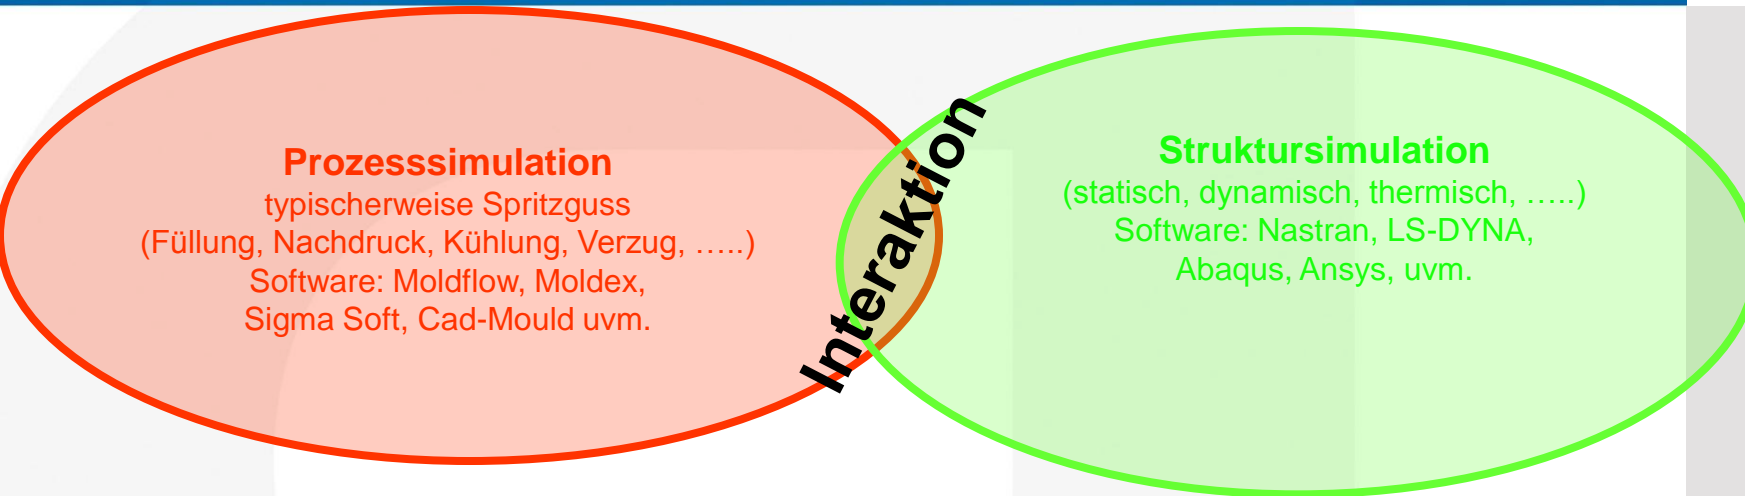 Prozesssimulation
typischerweise Spritzguss
(Füllung, Nachdruck, Kühlung, Verzug, …..)
Software: Moldflow, Moldex,
Sigma Soft, Cad-Mould uvm.
Interaktion
Struktursimulation
(statisch, dynamisch, thermisch, …..)
Software: Nastran, LS-DYNA,
Abaqus, Ansys, uvm.